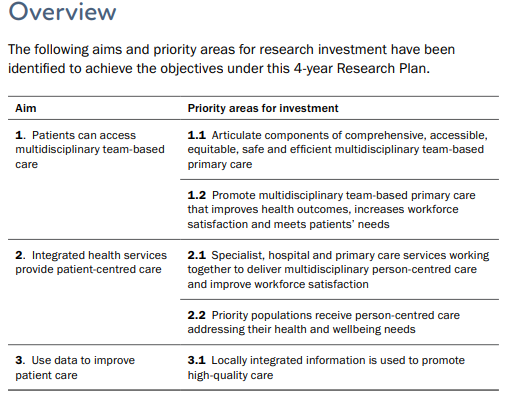 Overview
The following aims and priority areas for research investment have been
identified to achieve the objectives under this 4-year Research Plan.
Aim
Priority areas for investment
1. Patients can access
multidisciplinary team-based
care
1.1 Articulate components of comprehensive, accessible,
equitable, safe and efficient multidisciplinary team-based
primary care
1.2 Promote multidisciplinary team-based primary care
that improves health outcomes, increases workforce
satisfaction and meets patients’ needs
2. Integrated health services
provide patient-centred care
2.1 Specialist, hospital and primary care services working
together to deliver multidisciplinary person-centred care
and improve workforce satisfaction
2.2 Priority populations receive person-centred care
addressing their health and wellbeing needs
3. Use data to improve
patient care
3.1 Locally integrated information is used to promote
high-quality care